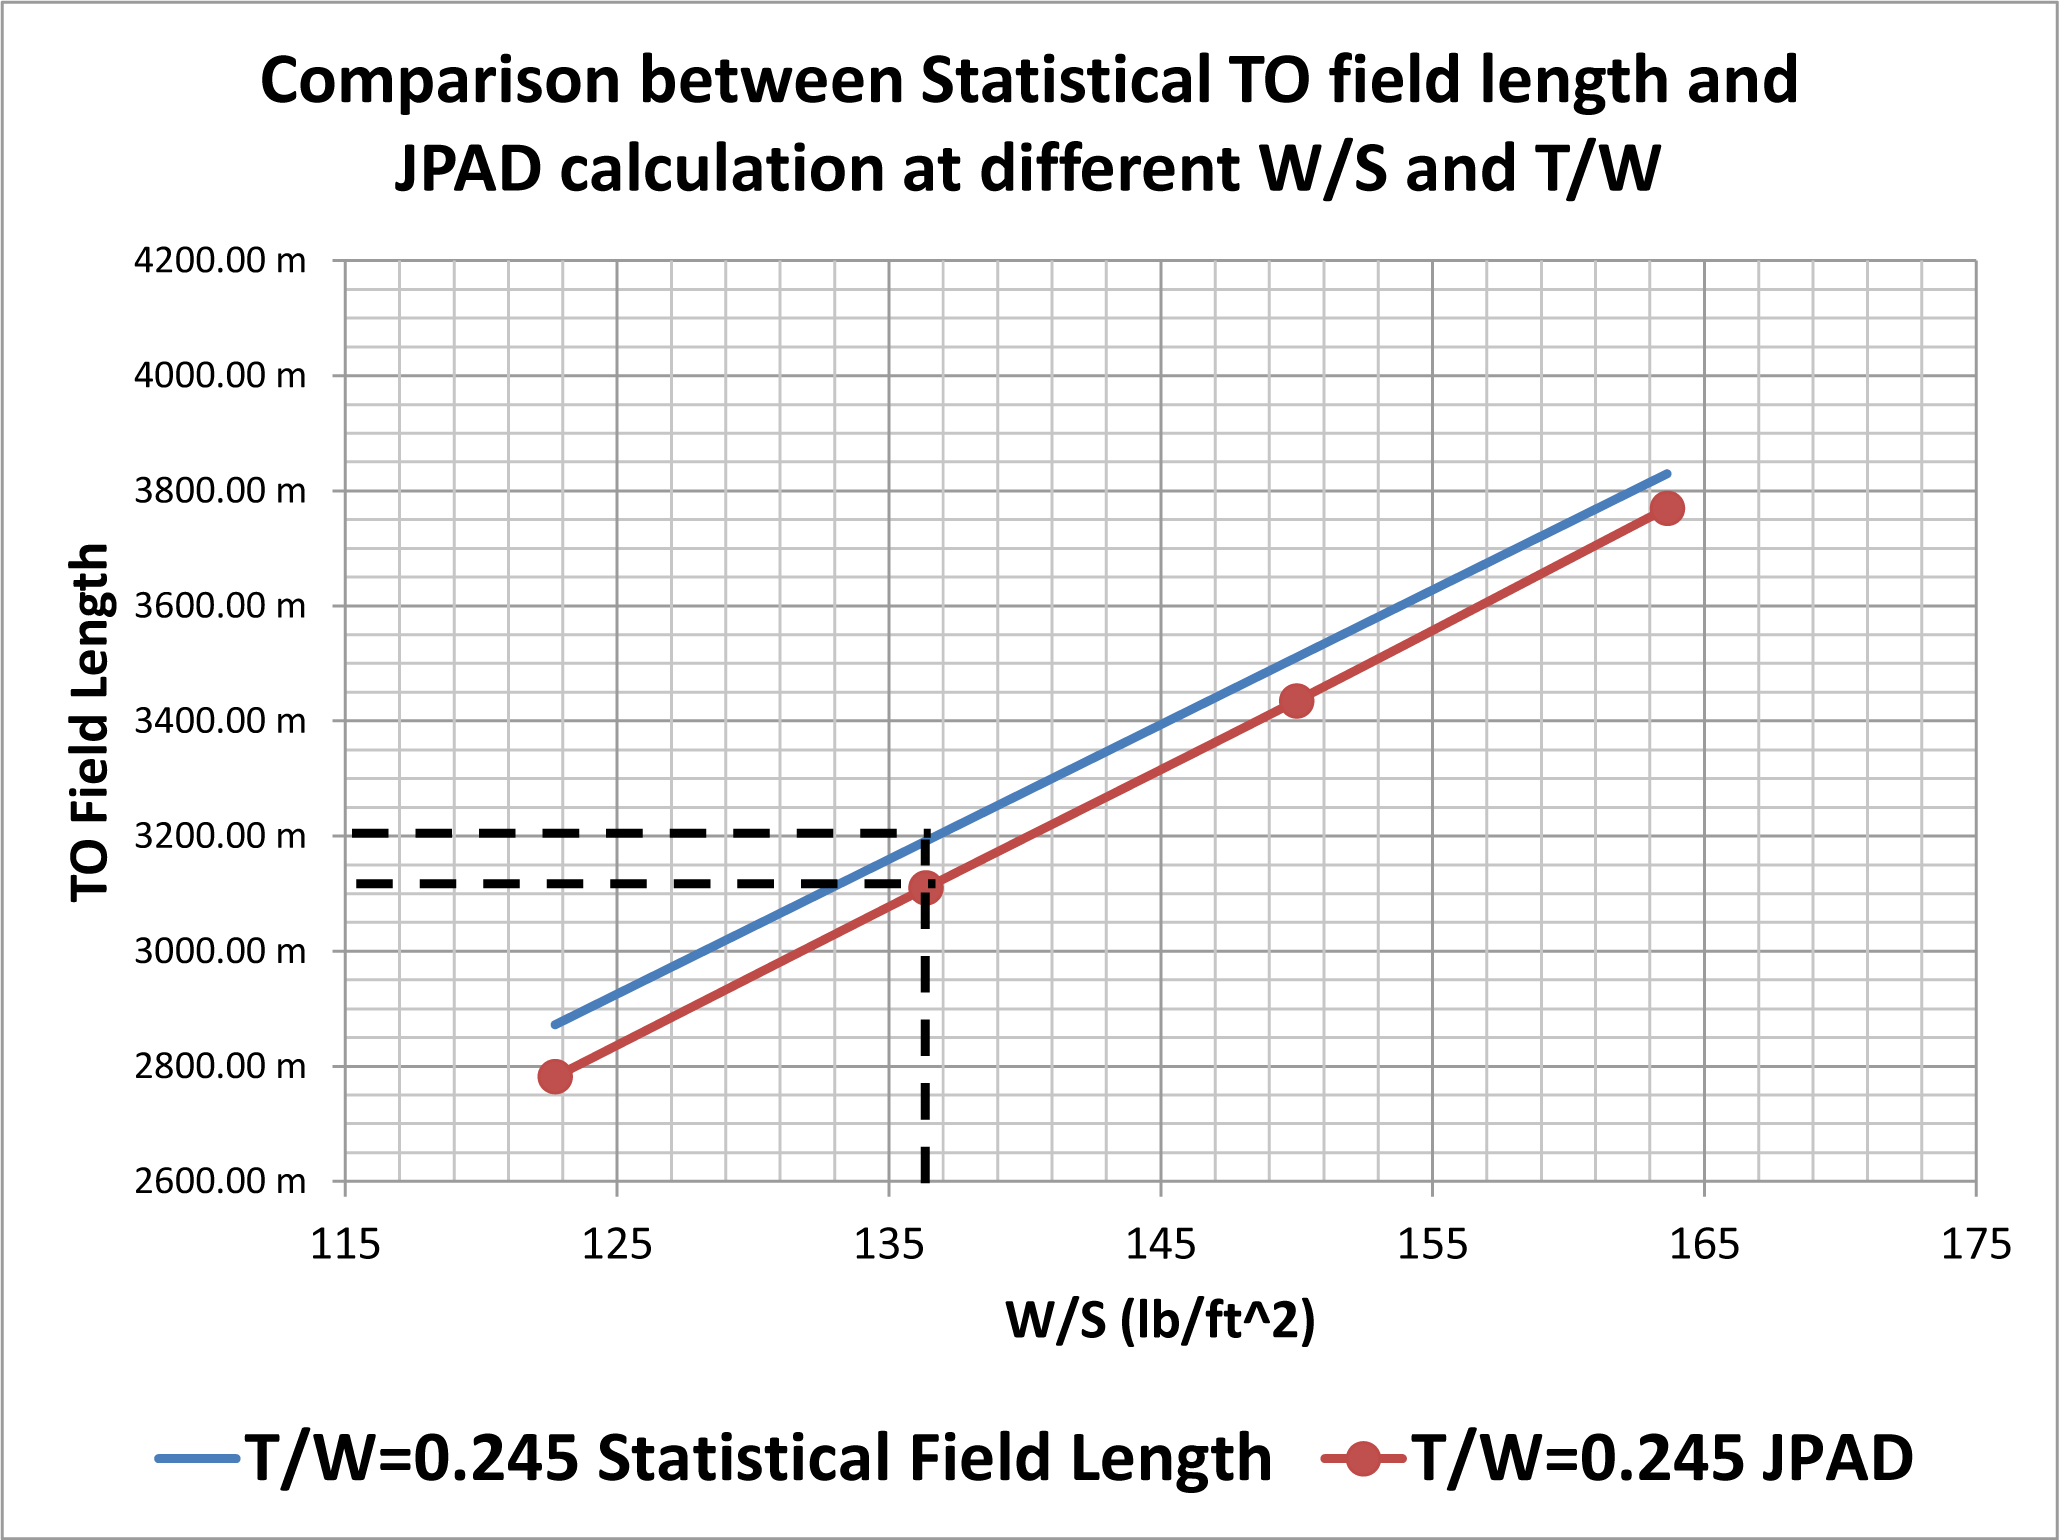 Comparison between Statistical TO field length and
JPAD calculation at different W/S and T/W
4200.00 m
4000.00 m
3800.00 m
3600.00 m
3400.00 m
3200.00 m
3000.00 m
2800.00 m
2600.00 m
TO Field Length
115 125 135 145 155 165 175
W/S (lb/ft^2)
T/W=0.245 Statistical Field Length T/W=0.245 JPAD